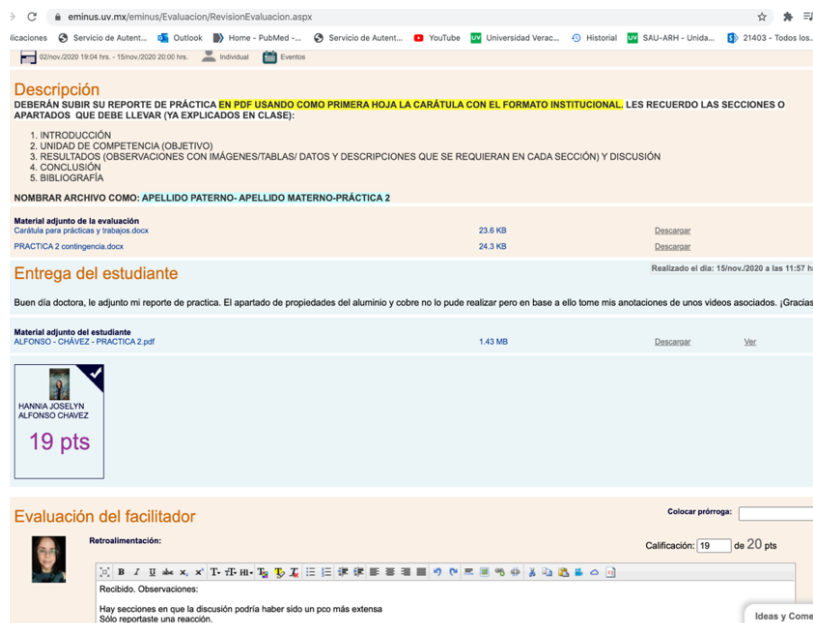 eminus.uv.mx/eminus/Evaluacion/RevisionEvaluacion.aspx
licaciones Servicio de Autent... Outlook Home - PubMed -... Servicio de Autent... YouTube Universidad Verac... Historial SAU-ARH - Unida... 21403 - Todos los...
02/nov./2020 19:04 hrs. - 15/nov./2020 20:00 hrs. Individual Eventos
Descripción
DEBERÁN SUBIR SU REPORTE DE PRÁCTICA EN PDF USANDO COMO PRIMERA HOJA LA CARÁTULA CON EL FORMATO INSTITUCIONAL. LES RECUERDO LAS SECCIONES O
APARTADOS QUE DEBE LLEVAR (YA EXPLICADOS EN CLASE):
1. INTRODUCCIÓN
2. UNIDAD DE COMPETENCIA (OBJETIVO)
3. RESULTADOS (OBSERVACIONES CON IMÁGENES/TABLAS/ DATOS Y DESCRIPCIONES QUE SE REQUIERAN EN CADA SECCIÓN) Y DISCUSIÓN
4. CONCLUSIÓN
5. BIBLIOGRAFÍA
NOMBRAR ARCHIVO COMO: APELLIDO PATERNO- APELLIDO MATERNO-PRÁCTICA 2
Material adjunto de la evaluación
Carátula para prácticas y trabajos.docx 23.6 KB Descargar
PRACTICA 2 contingencia.docx 24.3 KB Descargar
Entrega del estudiante Realizado el día: 15/nov./2020 a las 11:57 h
Buen día doctora, le adjunto mi reporte de practica. El apartado de propiedades del aluminio y cobre no lo pude realizar pero en base a ello tome mis anotaciones de unos videos asociados. ¡Gracias
Material adjunto del estudiante
ALFONSO - CHÁVEZ - PRACTICA 2.pdf 1.43 MB Descargar Ver
HANNIA JOSELYN
ALFONSO CHAVEZ
19 pts
Evaluación del facilitador Colocar prórroga:
Retroalimentación: Calificación: 19 de 20 pts
Recibido. Observaciones:
Hay secciones en que la discusión podría haber sido un pco más extensa
Sólo reportaste una reacción.
Ideas y Come